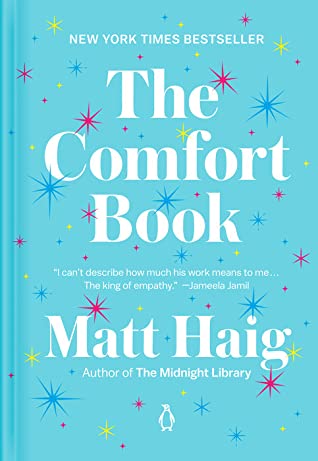 NEW YORK TIMES BESTSELLER
The
Comfort
Book
"I can't describe how much his work means to me...
The king of empathy." —Jameela Jamil
Matt Haig
Author of The Midnight Library